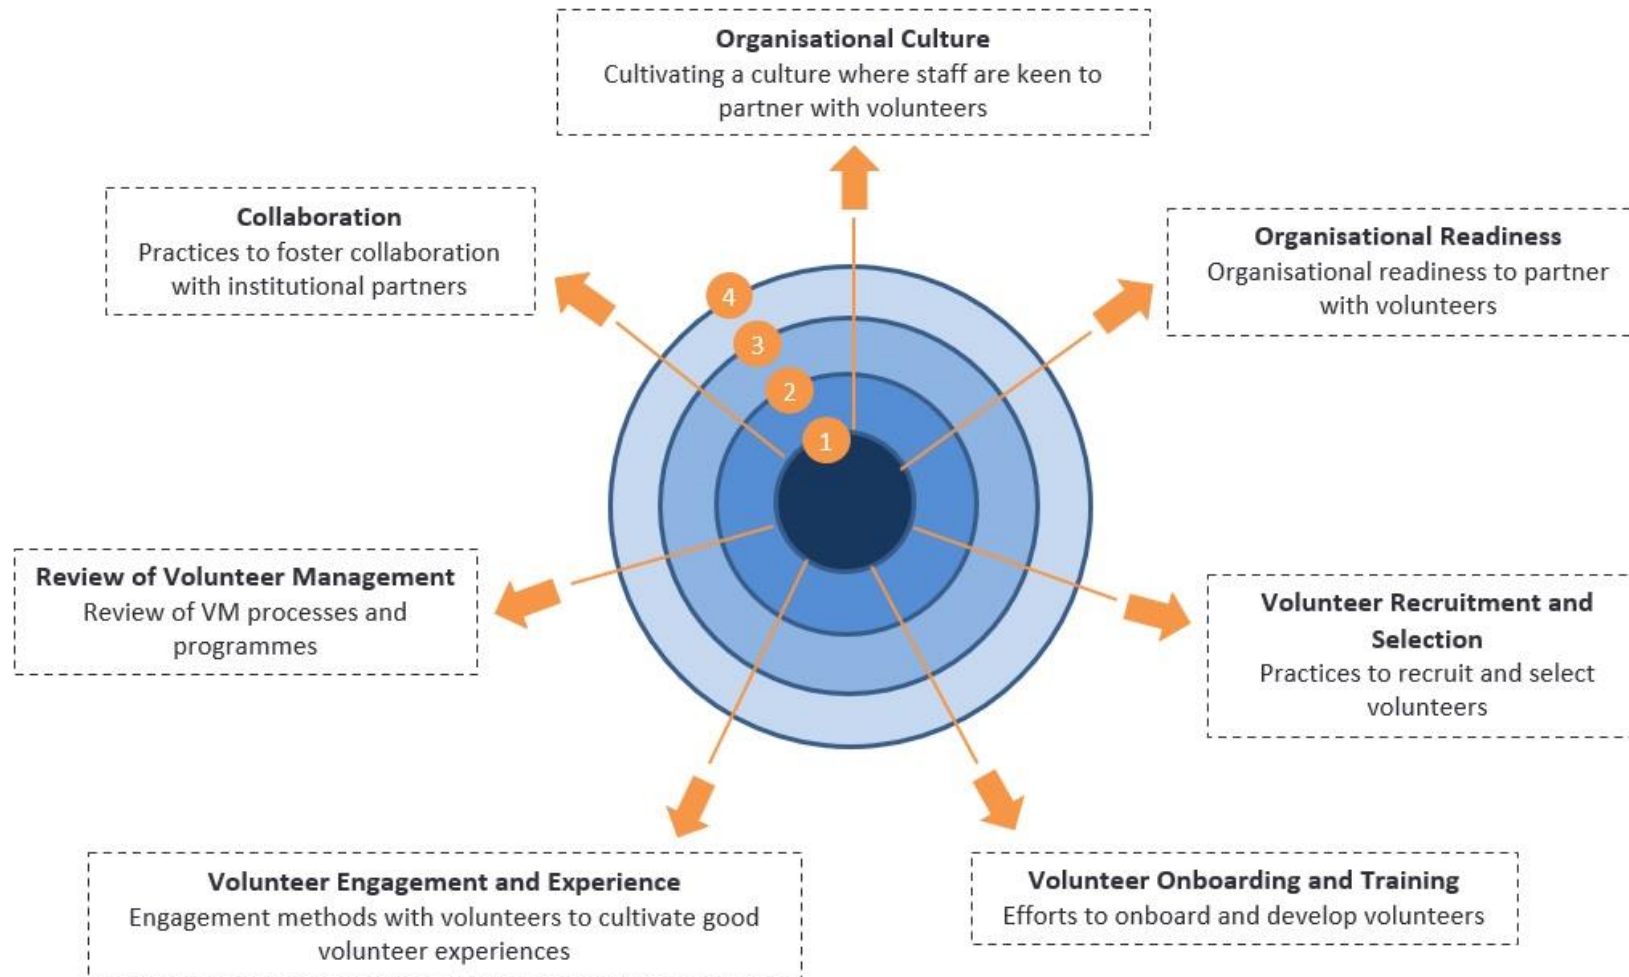 Organisational Culture
Cultivating a culture where staff are keen to
partner with volunteers
Collaboration
Practices to foster collaboration
with institutional partners
Organisational Readiness
Organisational readiness to partner
with volunteers
4
3
2
1
Review of Volunteer Management
Review of VM processes and
programmes
Volunteer Recruitment and
Selection
Practices to recruit and select
volunteers
Volunteer Engagement and Experience
Engagement methods with volunteers to cultivate good
volunteer experiences
Volunteer Onboarding and Training
Efforts to onboard and develop volunteers